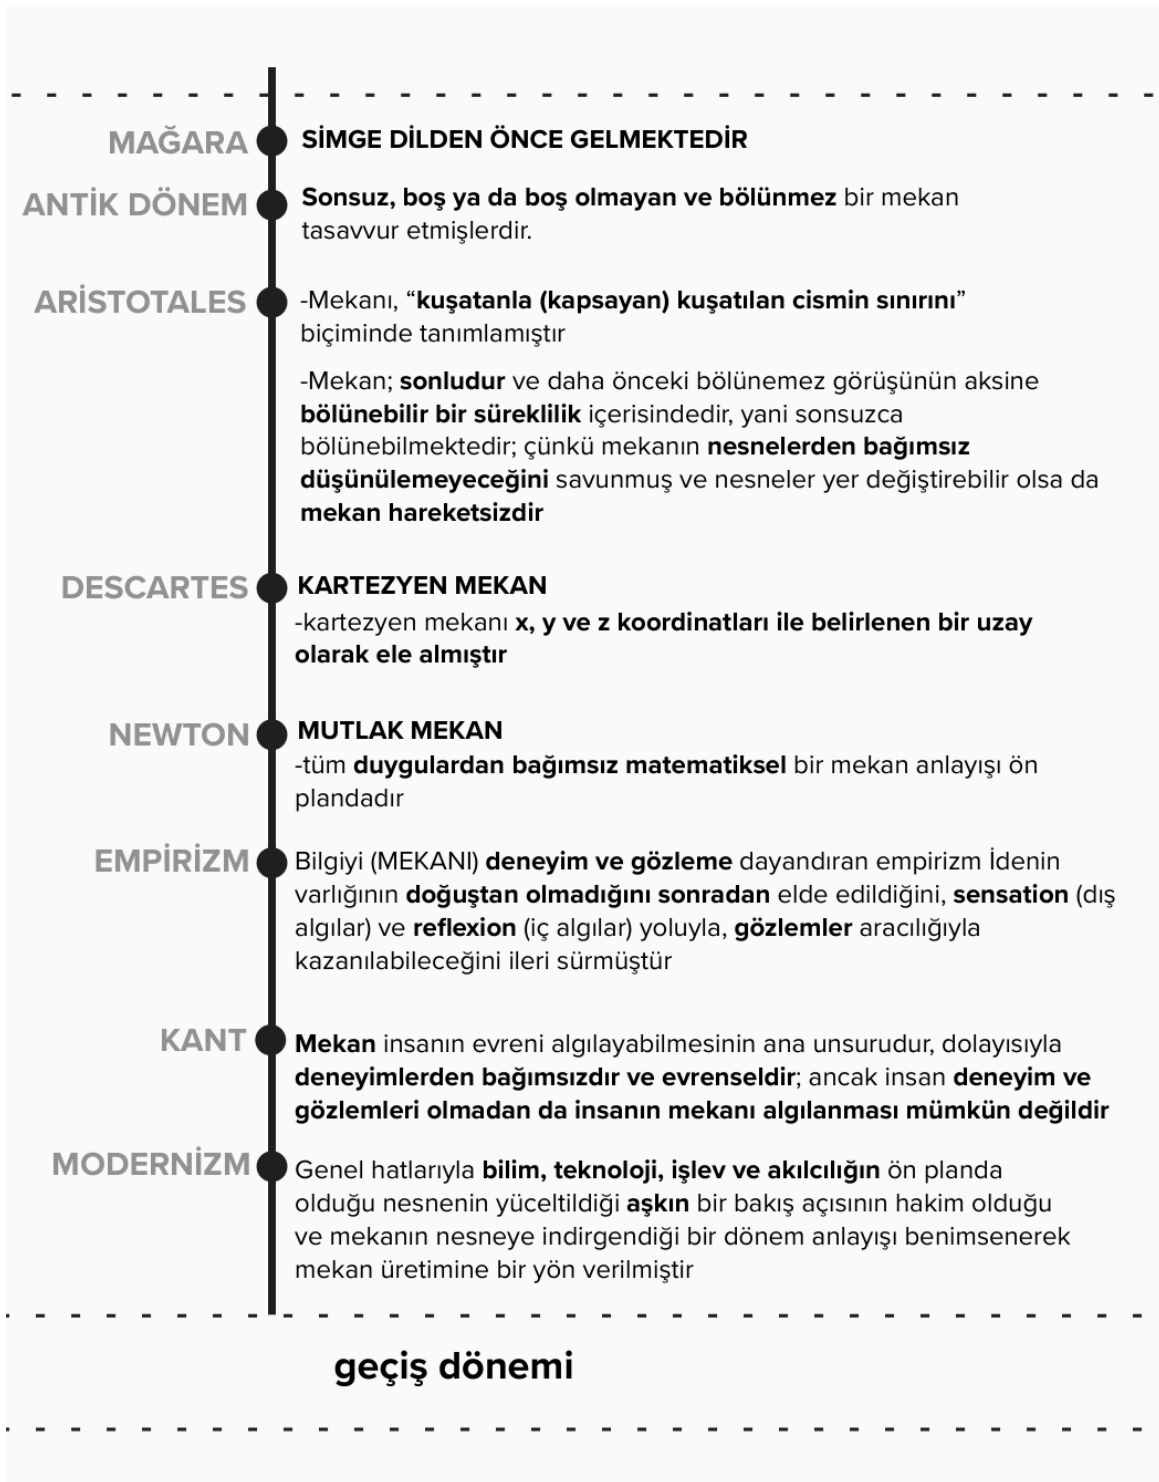 MAĞARA
SİMGE DİLDEN ÖNCE GELMEKTEDİR
ANTİK DÖNEM
Sonsuz, boş ya da boş olmayan ve bölünmez bir mekan
tasavvur etmişlerdir.
ARİSTOTALES
-Mekanı, “kuşatanla (kapsayan) kuşatılan cismin sınırını”
biçiminde tanımlamıştır
-Mekan; sonludur ve daha önceki bölünemez görüşünün aksine
bölünebilir bir süreklilik içerisindedir, yani sonsuzca
bölünebilmektedir; çünkü mekanın nesnelerden bağımsız
düşünülemeyeceğini savunmuş ve nesneler yer değiştirebilir olsa da
mekan hareketsizdir
DESCARTES
KARTEZYEN MEKAN
-kartezyen mekanı x, y ve z koordinatları ile belirlenen bir uzay
olarak ele almıştır
NEWTON
MUTLAK MEKAN
-tüm duygulardan bağımsız matematiksel bir mekan anlayışı ön
plandadır
EMPİRİZM
Bilgiyi (MEKANI) deneyim ve gözleme dayandıran empirizm İdenin
varlığının doğuştan olmadığını sonradan elde edildiğini, sensation (dış
algılar) ve reflexion (iç algılar) yoluyla, gözlemler aracılığıyla
kazanılabileceğini ileri sürmüştür
KANT
Mekan insanın evreni algılayabilmesinin ana unsurudur, dolayısıyla
deneyimlerden bağımsızdır ve evrenseldir; ancak insan deneyim ve
gözlemleri olmadan da insanın mekanı algılanması mümkün değildir
MODERNİZM
Genel hatlarıyla bilim, teknoloji, işlev ve akılcılığın ön planda
olduğu nesnenin yüceltildiği aşkın bir bakış açısının hakim olduğu
ve mekanın nesneye indirgendiği bir dönem anlayışı benimsenerek
mekan üretimine bir yön verilmiştir
geçiş dönemi